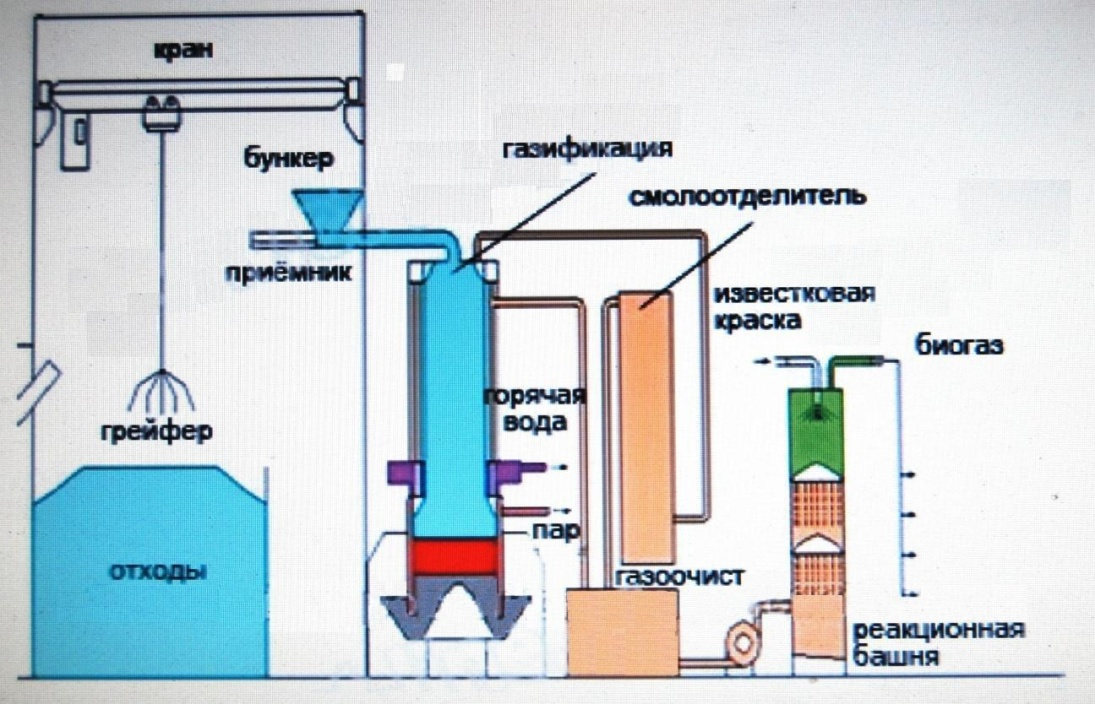 кран
бункер
газификация
смолоотделитель
приёмник
известковая
краска
биогаз
горячая
вода
грейфер
пар
отходы
газоочист
реакционная
башня